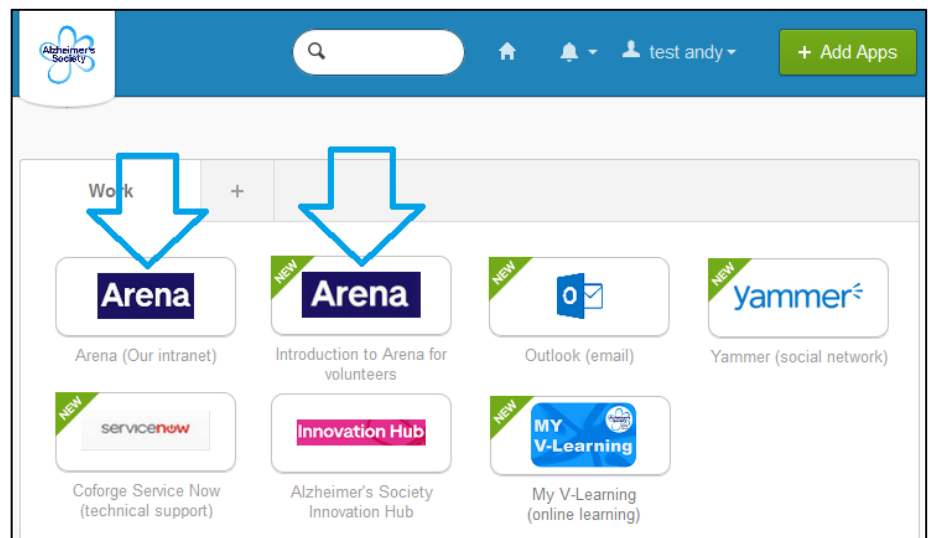 Alzheimer's
Society
test andy
+ Add Apps
Work
+
Arena
NEW
Arena
NEW
NEW
yammer
Arena (Our intranet)
Introduction to Arena for
volunteers
Outlook (email)
Yammer (social network)
NEW
servicenow
Innovation Hub
NEW
MY
V-Learning
Coforge Service Now
(technical support)
Alzheimer's Society
Innovation Hub
My V-Learning
(online learning)